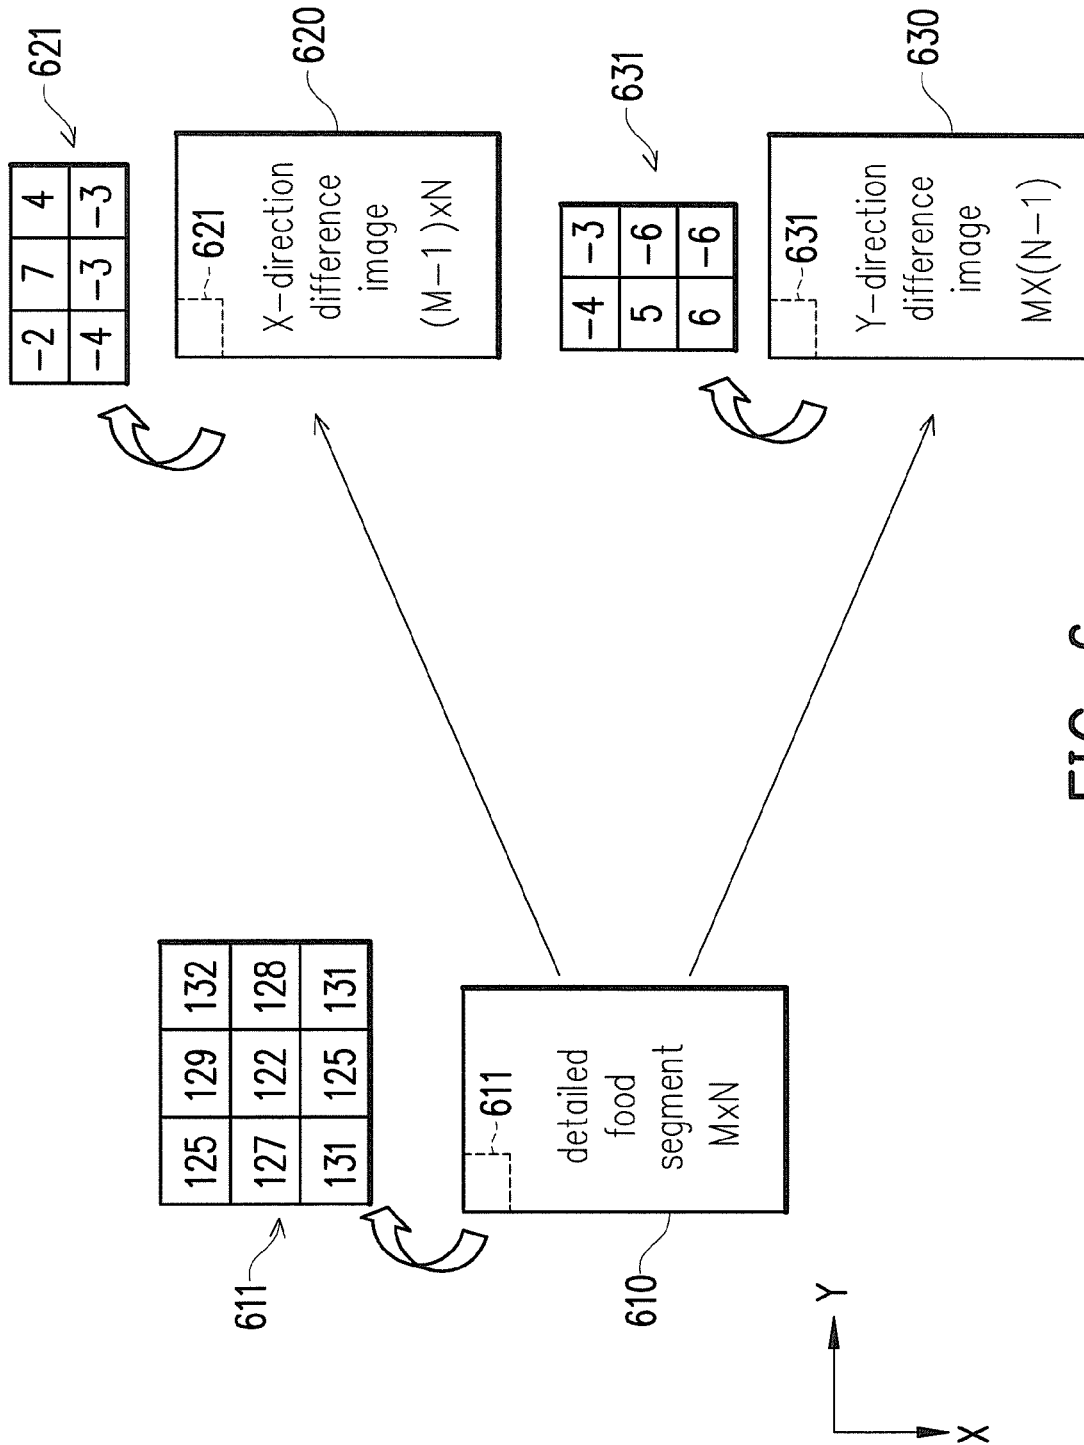 621
-2 7 4
-4 -3 -3
620
621
X-direction
difference
image
(M-1)xN
611
125 129 132
127 122 128
131 125 131
611
detailed
food
segment
MxN
610
631
-4 -3
5 -6
6 -6
630
631
Y-direction
difference
image
MX(N-1)
Y
X
FIG.